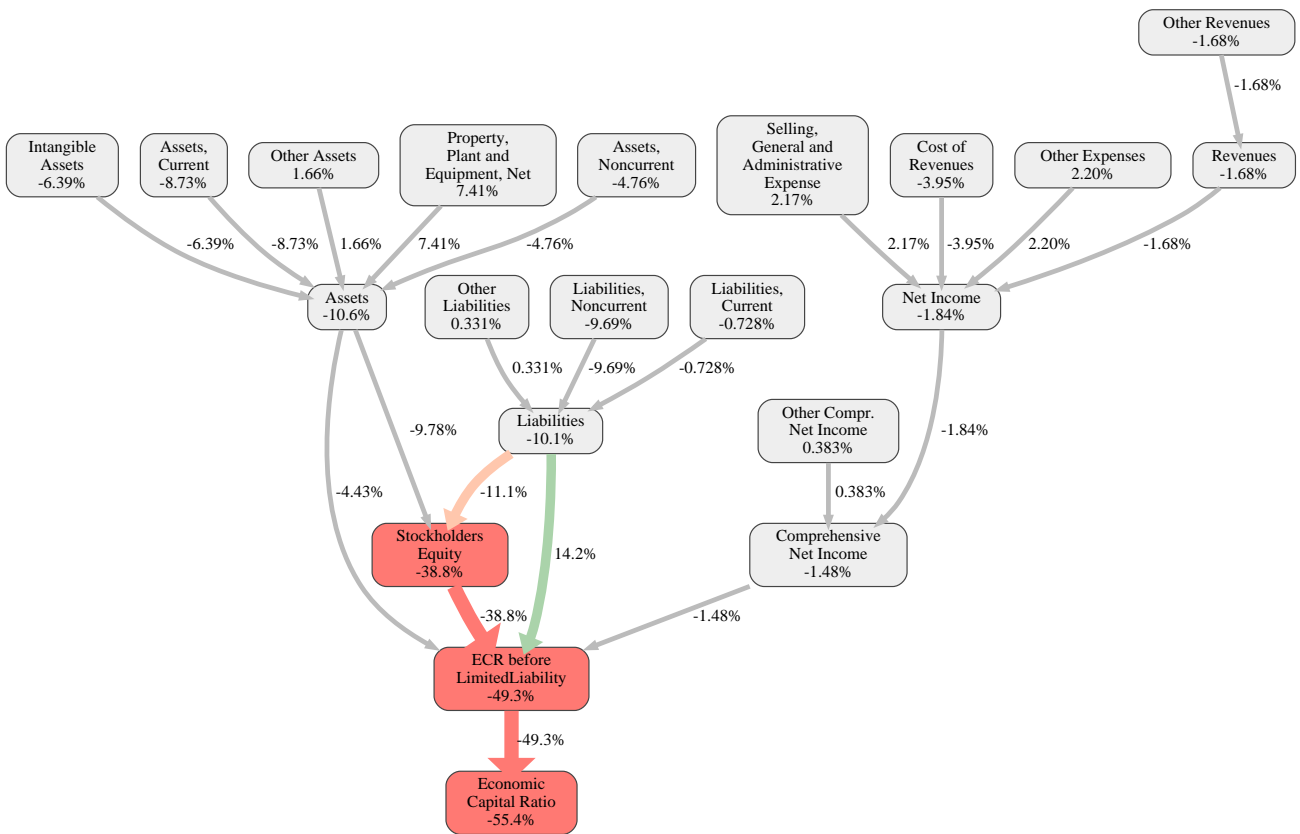 Other Revenues
-1.68%
-1.68%
Intangible
Assets
-6.39%
Assets,
Current
-8.73%
Other Assets
1.66%
Property,
Plant and
Equipment, Net
7.41%
Assets,
Noncurrent
-4.76%
Selling,
General and
Administrative
Expense
2.17%
Cost of
Revenues
-3.95%
Other Expenses
2.20%
Revenues
-1.68%
-6.39%
-8.73%
1.66%
7.41%
-4.76%
2.17%
-3.95%
2.20%
-1.68%
Assets
-10.6%
Other
Liabilities
0.331%
Liabilities,
Noncurrent
-9.69%
Liabilities,
Current
-0.728%
Net Income
-1.84%
0.331%
-9.69%
-0.728%
Liabilities
-10.1%
Other Compr.
Net Income
0.383%
-9.78%
-1.84%
-4.43%
-11.1%
14.2%
0.383%
Stockholders
Equity
-38.8%
Comprehensive
Net Income
-1.48%
-38.8%
-1.48%
ECR before
LimitedLiability
-49.3%
-49.3%
Economic
Capital Ratio
-55.4%